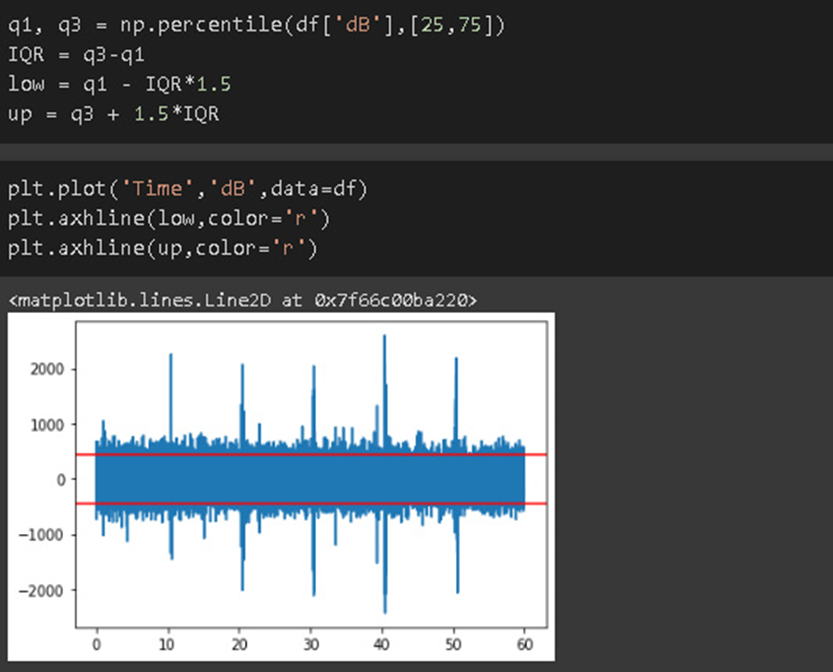 q1, q3 = np.percentile(df['dB'],[25,75])
IQR = q3-q1
low = q1 - IQR*1.5
up = q3 + 1.5*IQR
plt.plot('Time','dB',data=df)
plt.axhline(low,color='r')
plt.axhline(up,color='r')
<matplotlib.lines.Line2D at 0x7f66c00ba220>
2000
1000
0
−1000
−2000
0 10 20 30 40 50 60